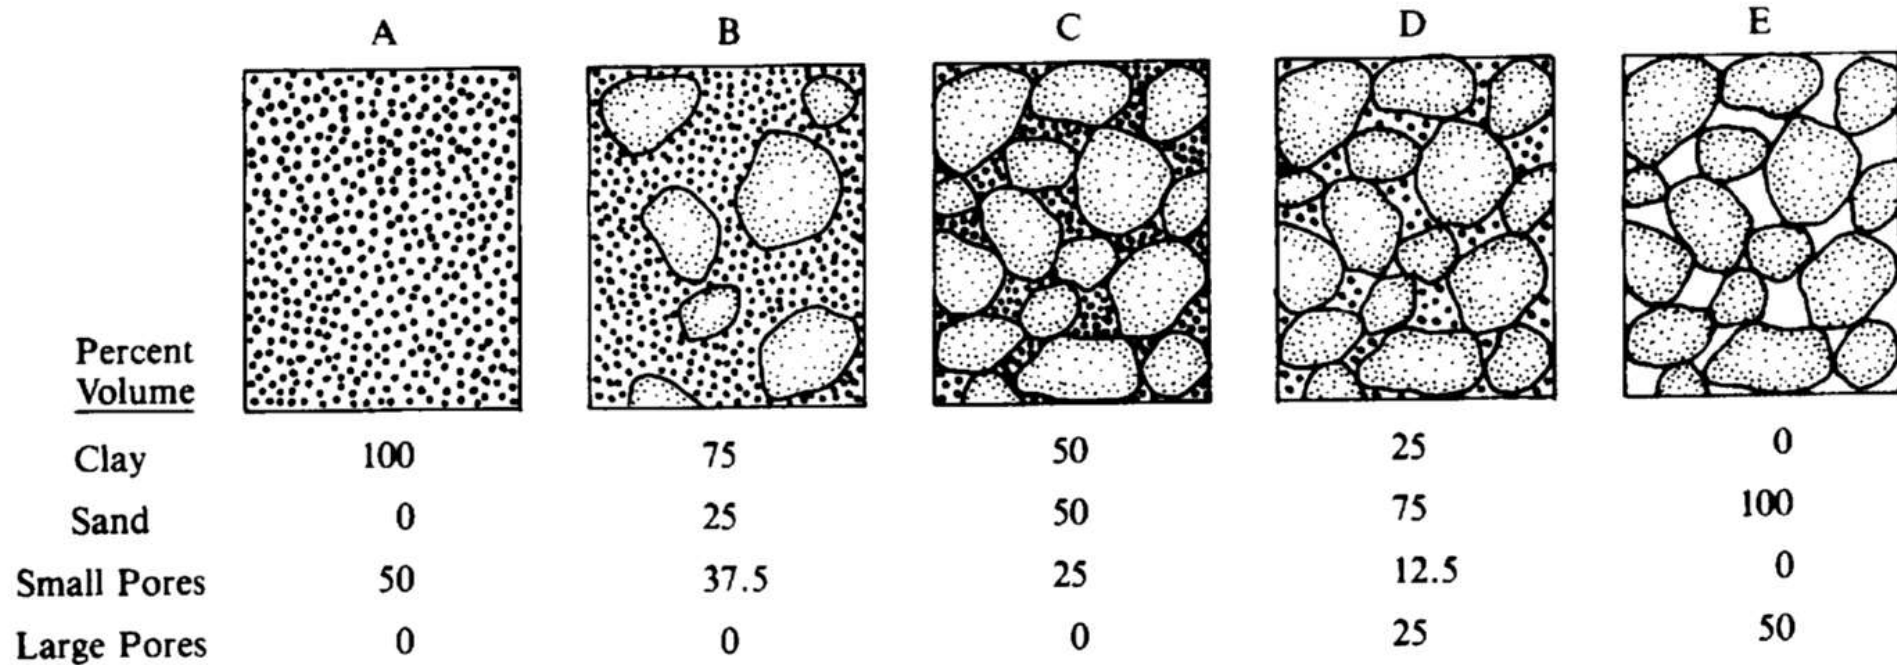 A B C D E
Percent
Volume
Clay 100 75 50 25 0
Sand 0 25 50 75 100
Small Pores 50 37.5 25 12.5 0
Large Pores 0 0 0 25 50